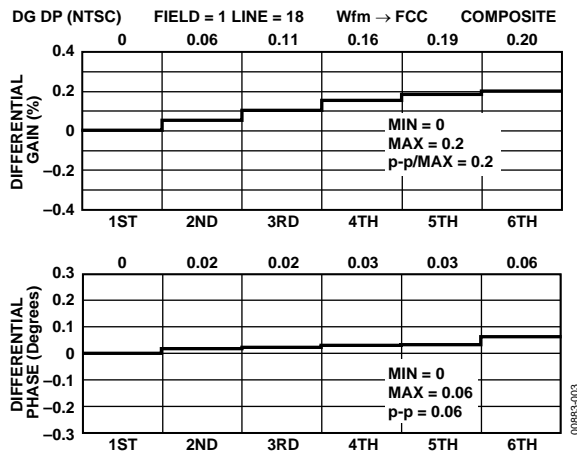 DG DP (NTSC) FIELD = 1 LINE = 18 Wfm → FCC COMPOSITE
0 0.06 0.11 0.16 0.19 0.20
DIFFERENTIAL
GAIN (%)
0.4
0.2
0
–0.2
–0.4
MIN = 0
MAX = 0.2
p-p/MAX = 0.2
1ST 2ND 3RD 4TH 5TH 6TH
0 0.02 0.02 0.03 0.03 0.06
DIFFERENTIAL
PHASE (Degrees)
0.3
0.2
0.1
0
–0.1
–0.2
–0.3
MIN = 0
MAX = 0.06
p-p = 0.06
1ST 2ND 3RD 4TH 5TH 6TH
00883-003